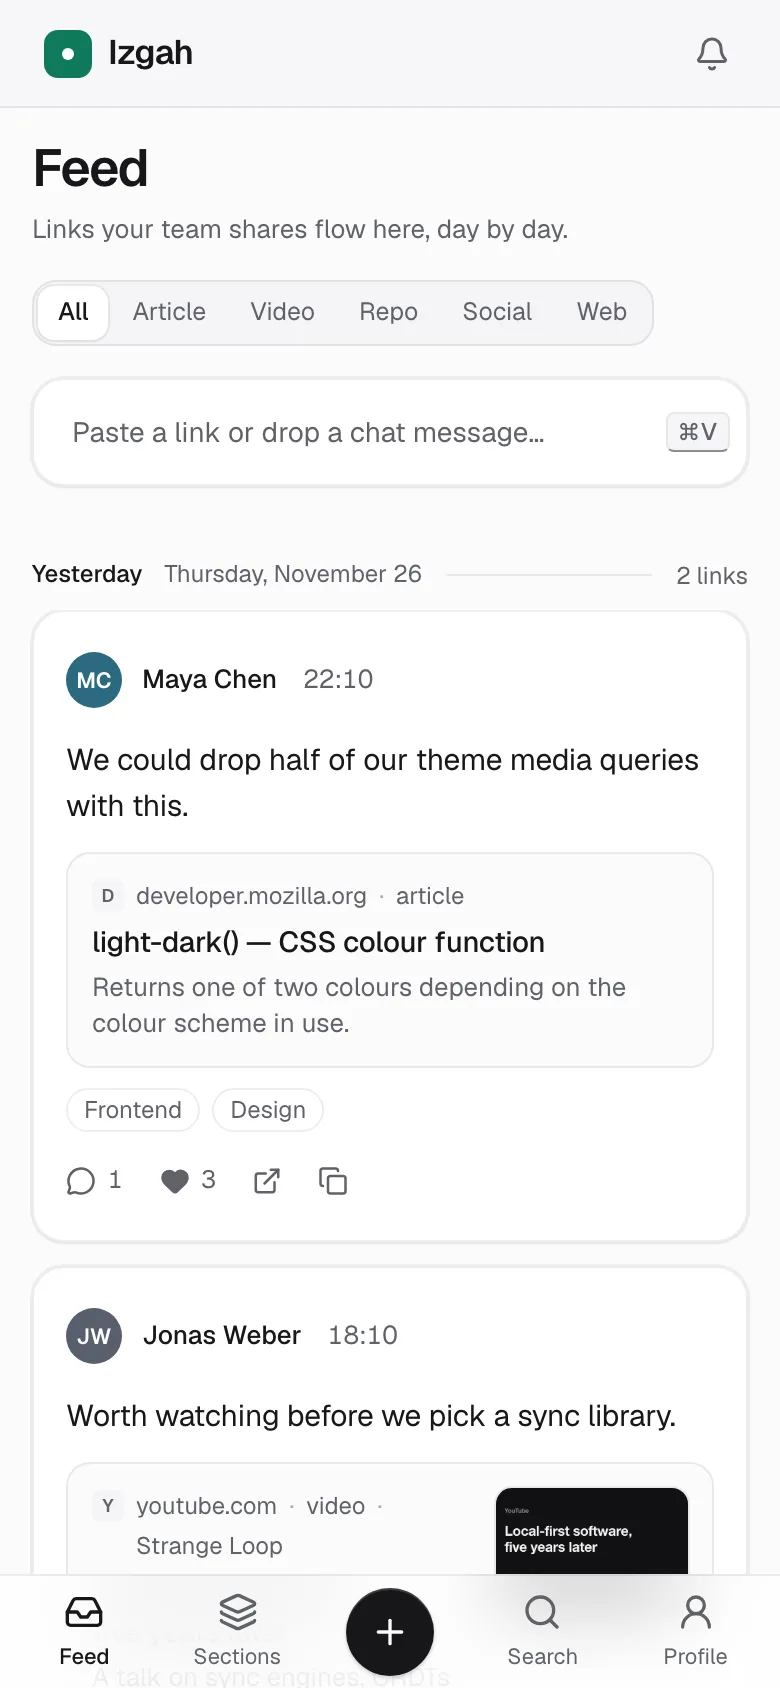 Izgah
Feed
Links your team shares flow here, day by day.
All Article Video Repo Social Web
Paste a link or drop a chat message... ⌘V
Yesterday Thursday, November 26 2 links
MC Maya Chen 22:10
We could drop half of our theme media queries
with this.
D developer.mozilla.org · article
light-dark() — CSS colour function
Returns one of two colours depending on the
colour scheme in use.
Frontend Design
1 3
JW Jonas Weber 18:10
Worth watching before we pick a sync library.
Y youtube.com · video ·
Strange Loop
YouTube
Local-first software,
five years later
A talk on sync engines, CRDTs
Feed Sections Search Profile